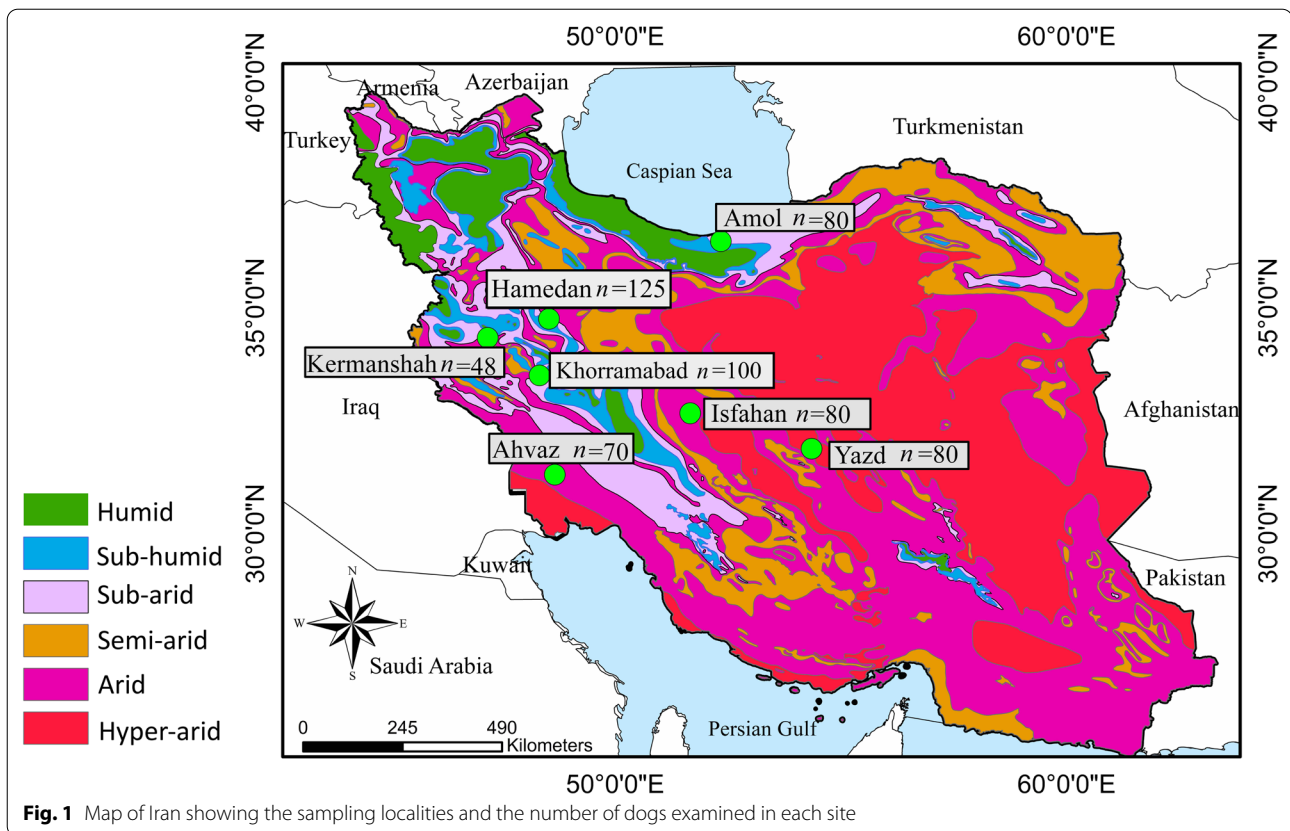 50°0'0"E 60°0'0"E
40°0'0"N
40°0'0"N
Armenia
Azerbaijan
Turkey
Turkmenistan
Caspian Sea
Amol n=80
35°0'0"N
35°0'0"N
Hamedan n=125
Kermanshah n=48
Khorramabad n=100
Iraq
Isfahan n=80
Afghanistan
Ahvaz n=70
Yazd n=80
30°0'0"N
30°0'0"N
Kuwait
Pakistan
Humid
Sub-humid
Sub-arid
Semi-arid
Arid
Hyper-arid
N
W E
S
Saudi Arabia
Persian Gulf
0 245 490
Kilometers
50°0'0"E 60°0'0"E
Fig. 1 Map of Iran showing the sampling localities and the number of dogs examined in each site